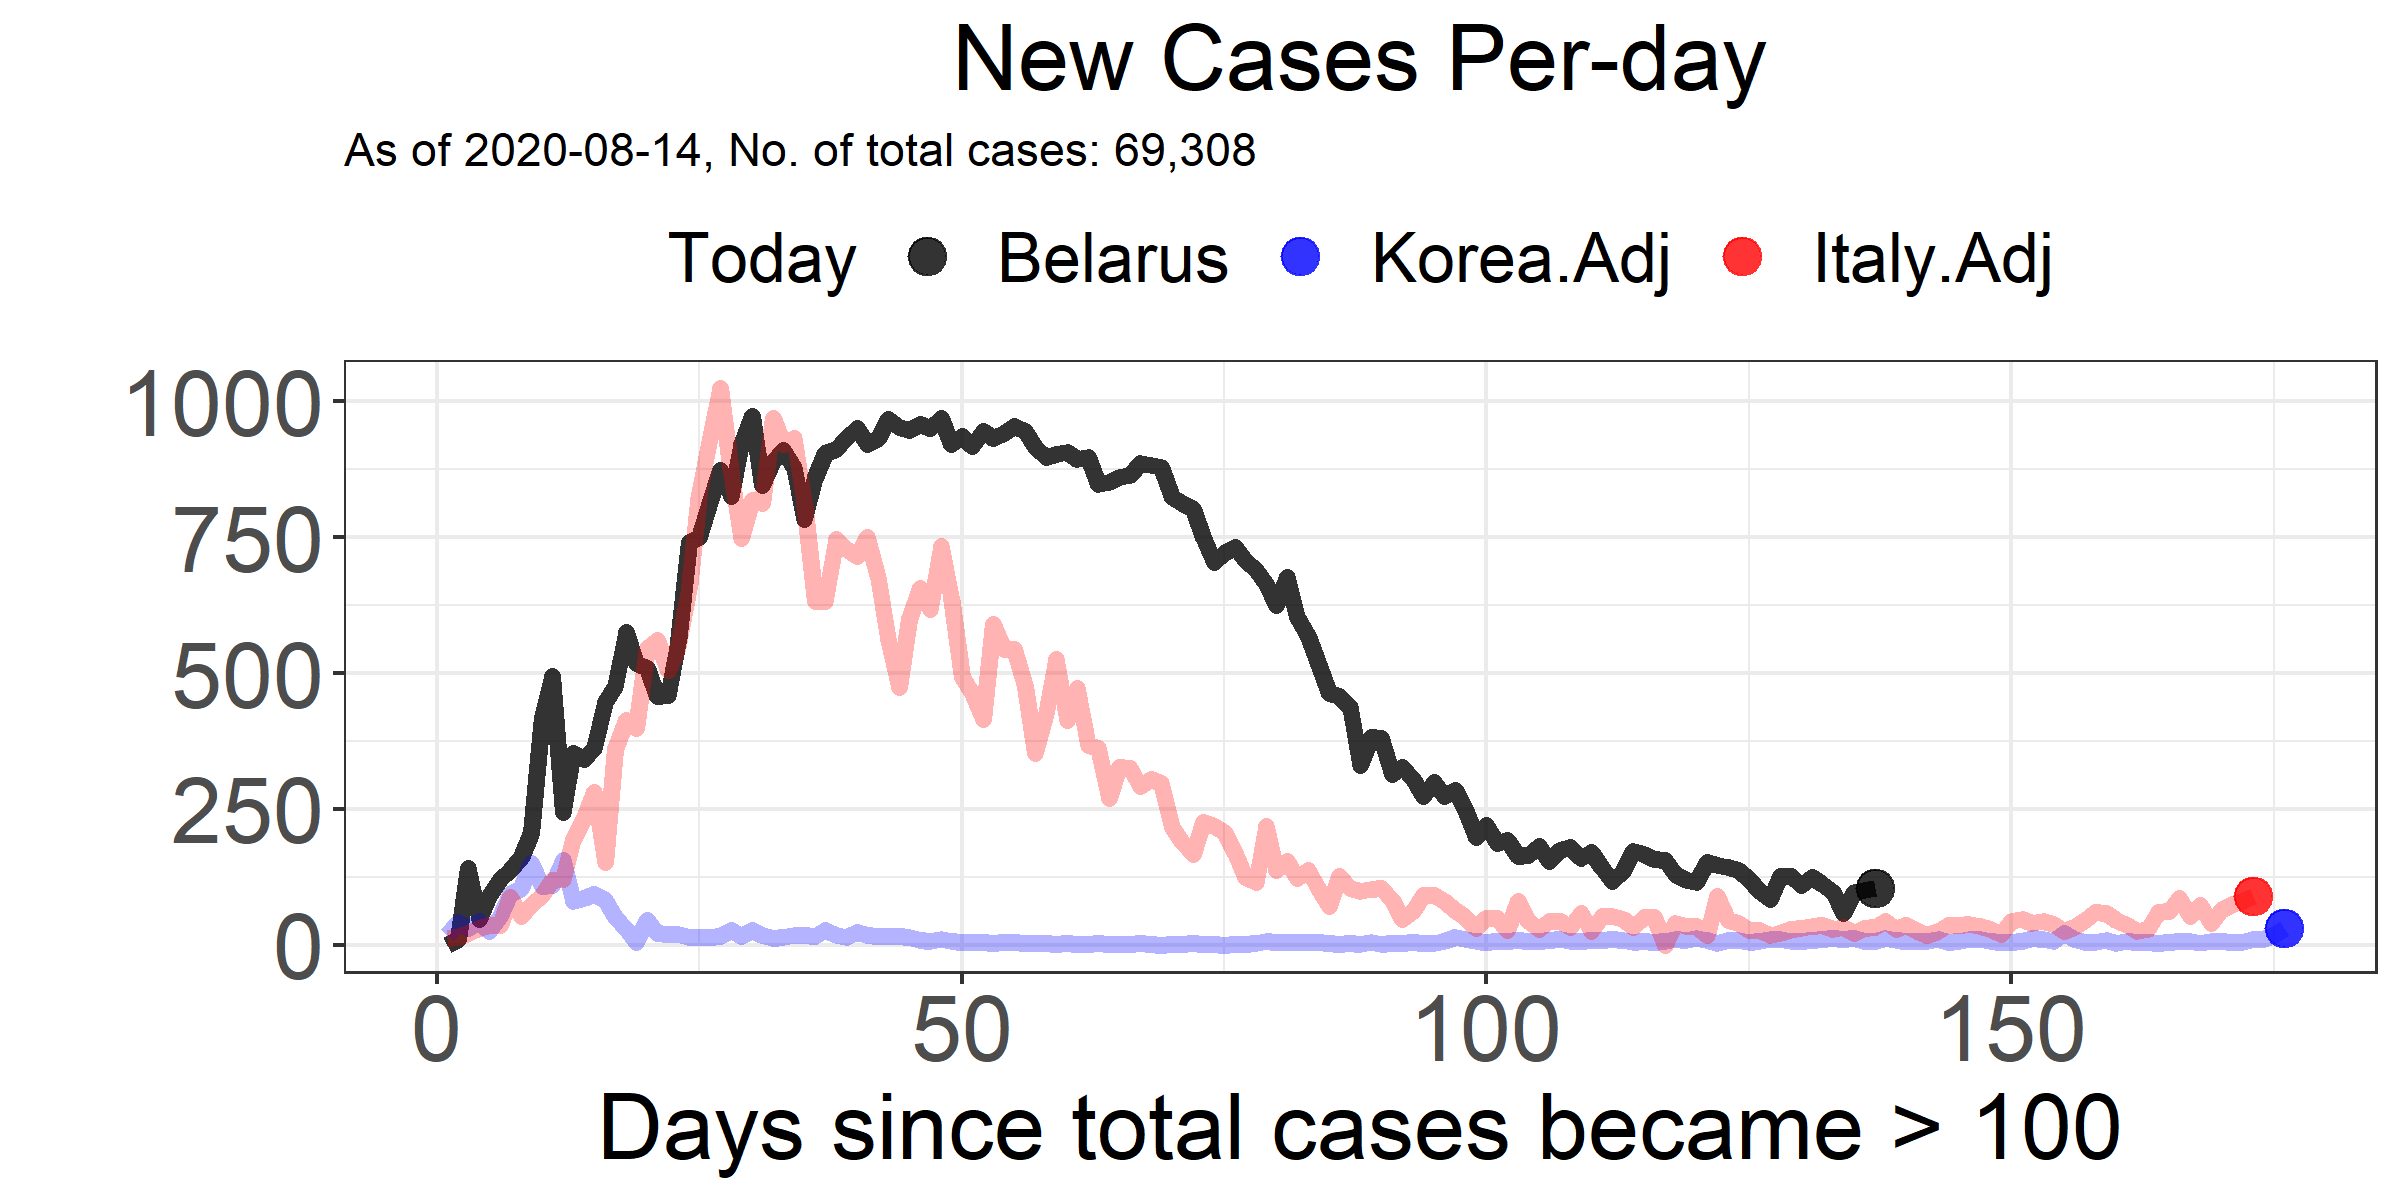 New Cases Per-day
As of 2020-08-14, No. of total cases: 69,308
Today Belarus Korea.Adj Italy.Adj
1000
750
500
250
0
0 50 100 150
Days since total cases became > 100